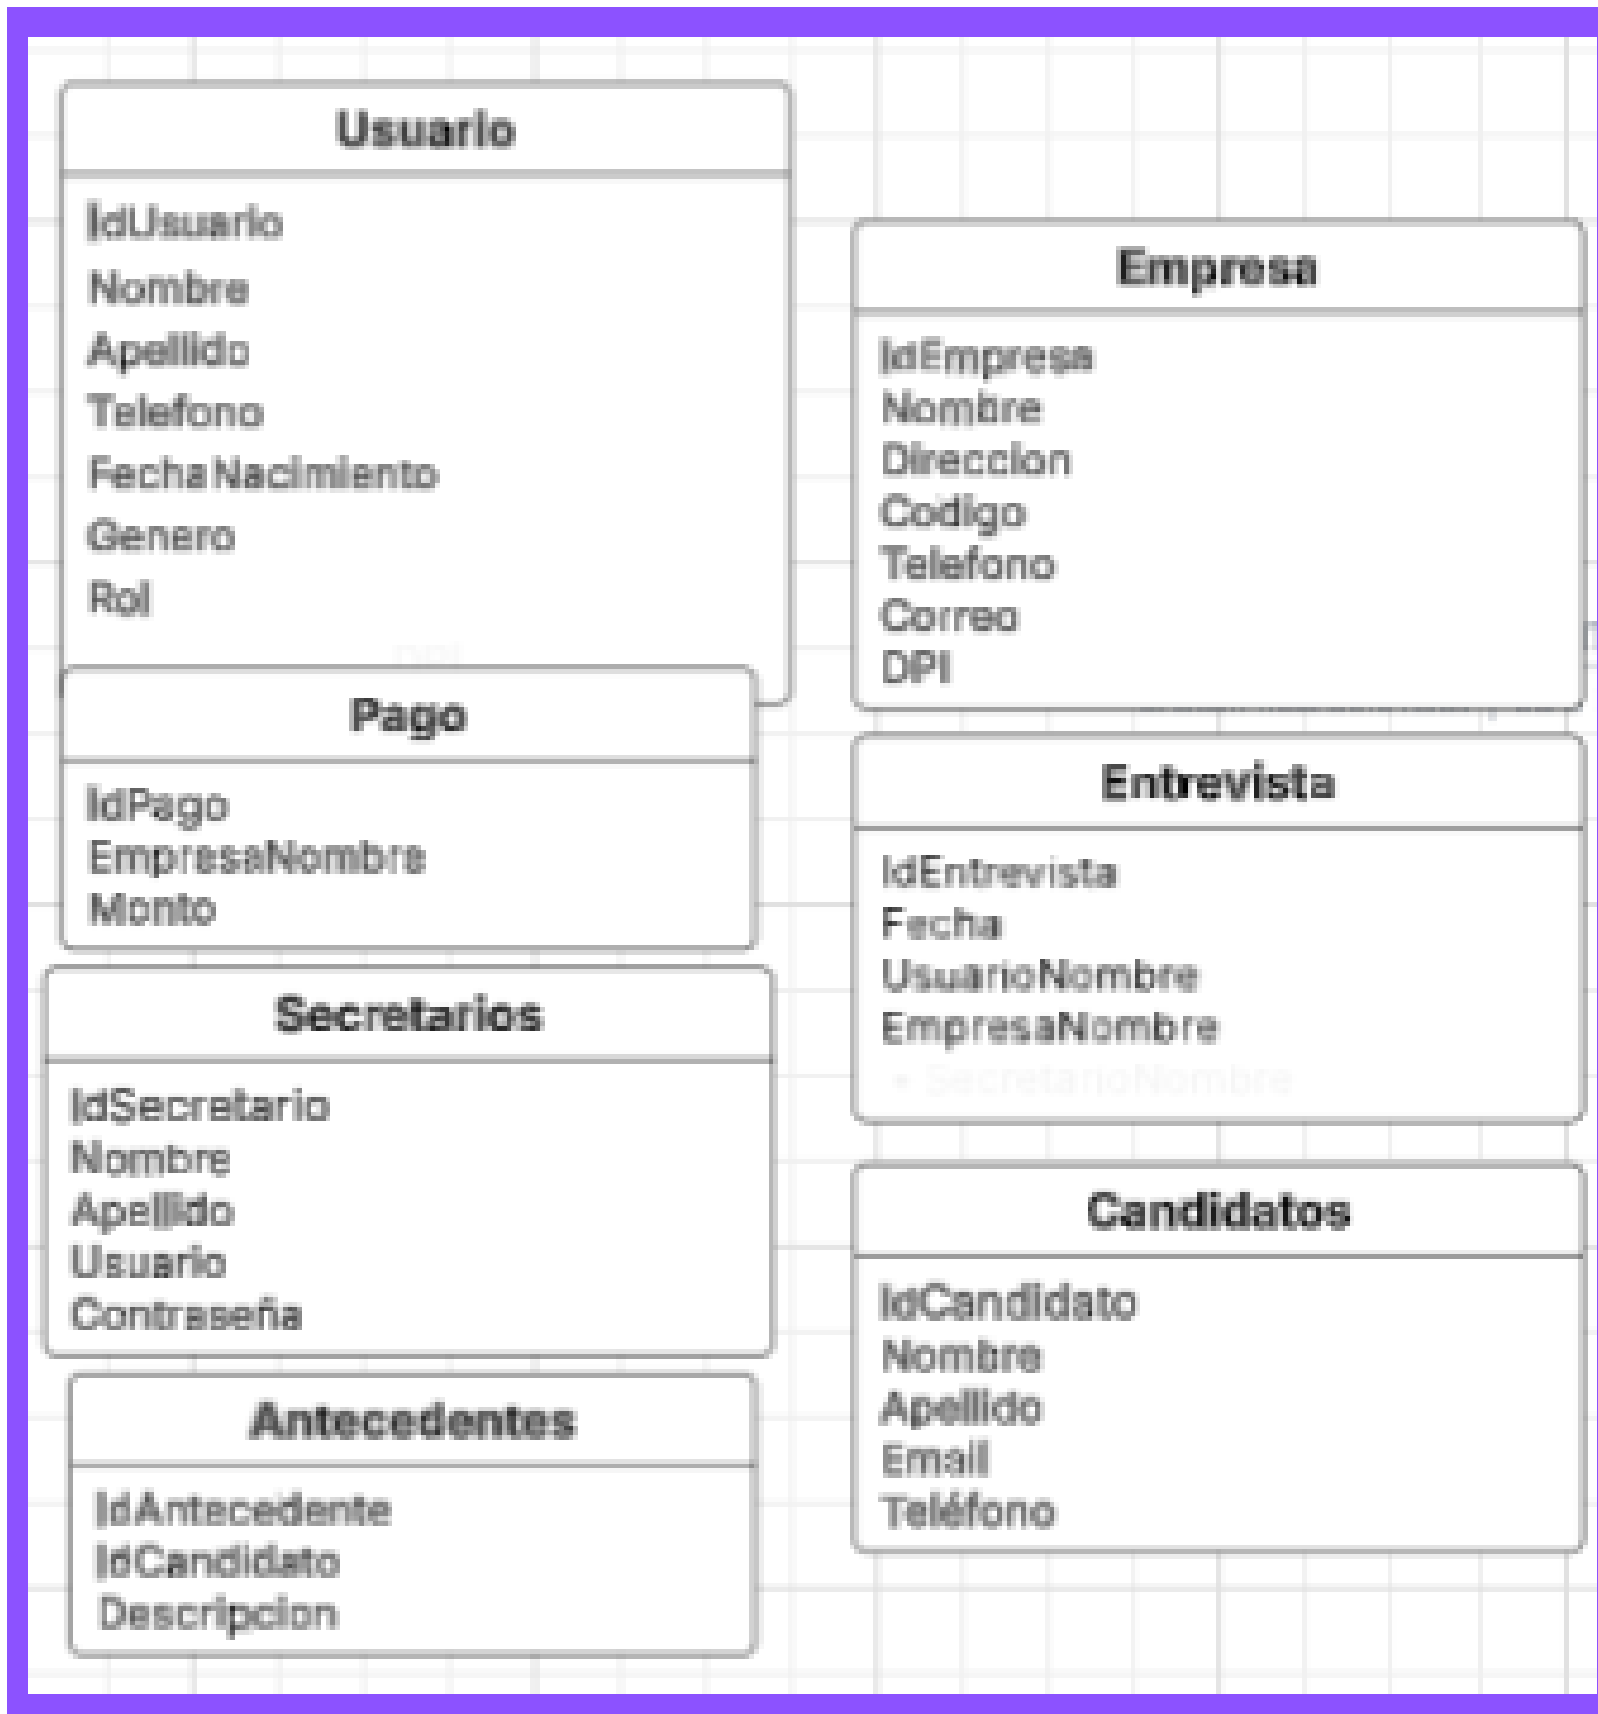 Usuario
IdUsuario
Nombre
Apellido
Telefono
FechaNacimiento
Genero
Rol
DPI
Pago
IdPago
EmpresaNombre
Monto
Secretarios
IdSecretario
Nombre
Apellido
Usuario
Contraseña
Antecedentes
IdAntecedente
IdCandidato
Descripcion
Empresa
IdEmpresa
Nombre
Direccion
Codigo
Telefono
Correo
DPI
Entrevista
IdEntrevista
Fecha
UsuarioNombre
EmpresaNombre
• SecretarioNombre
Candidatos
IdCandidato
Nombre
Apellido
Email
Teléfono